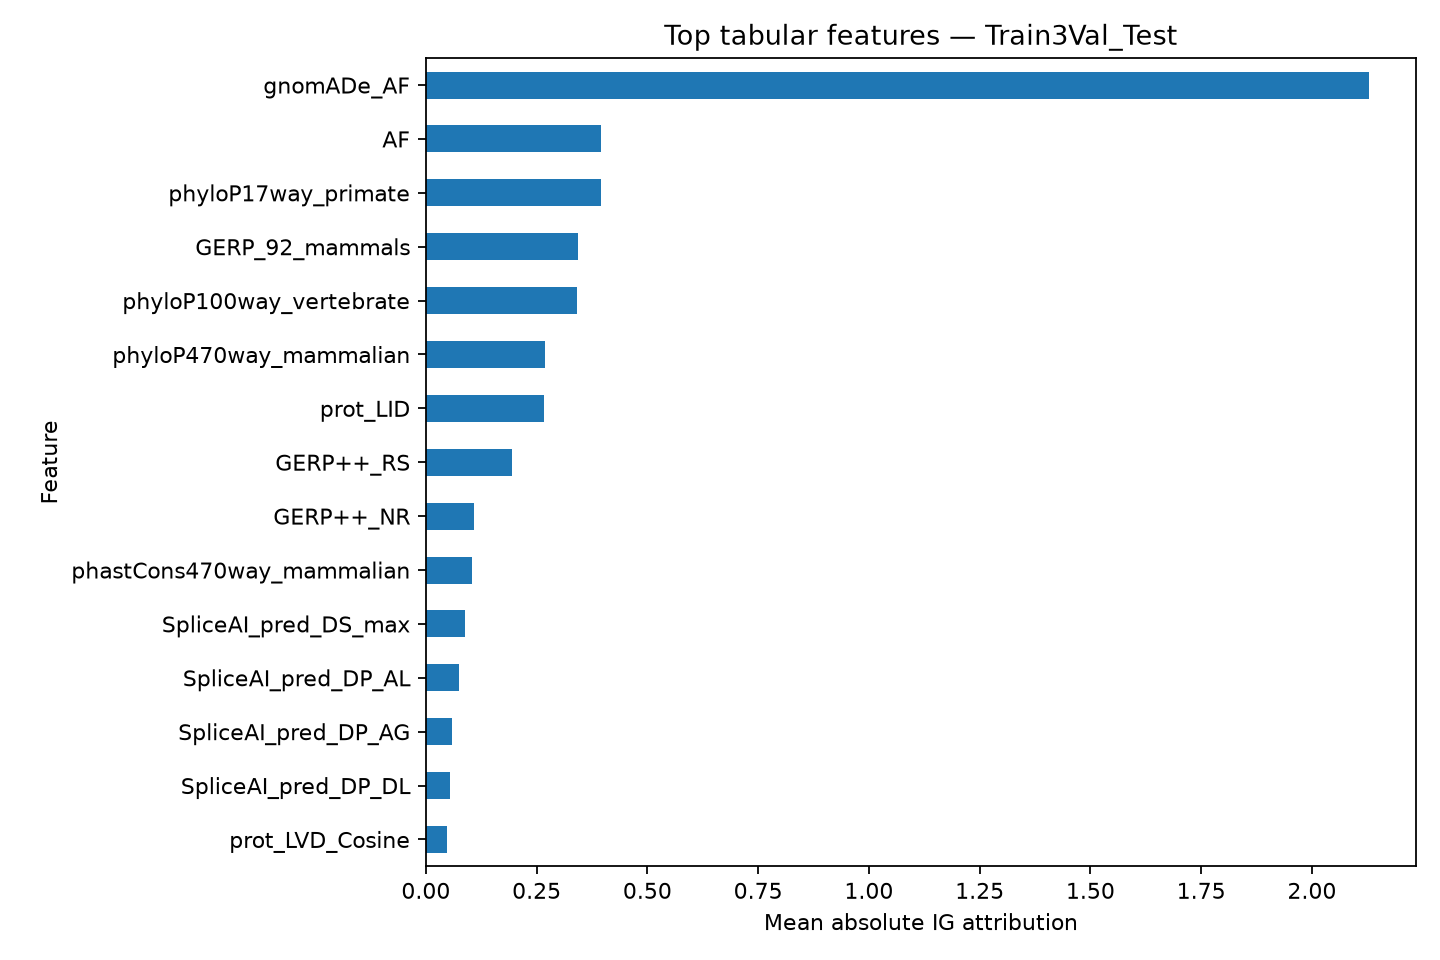 Top tabular features — Train3Val_Test
gnomADe_AF
AF
phyloP17way_primate
GERP_92_mammals
phyloP100way_vertebrate
phyloP470way_mammalian
prot_LID
GERP++_RS
GERP++_NR
phastCons470way_mammalian
SpliceAI_pred_DS_max
SpliceAI_pred_DP_AL
SpliceAI_pred_DP_AG
SpliceAI_pred_DP_DL
prot_LVD_Cosine
Feature
0.00 0.25 0.50 0.75 1.00 1.25 1.50 1.75 2.00
Mean absolute IG attribution